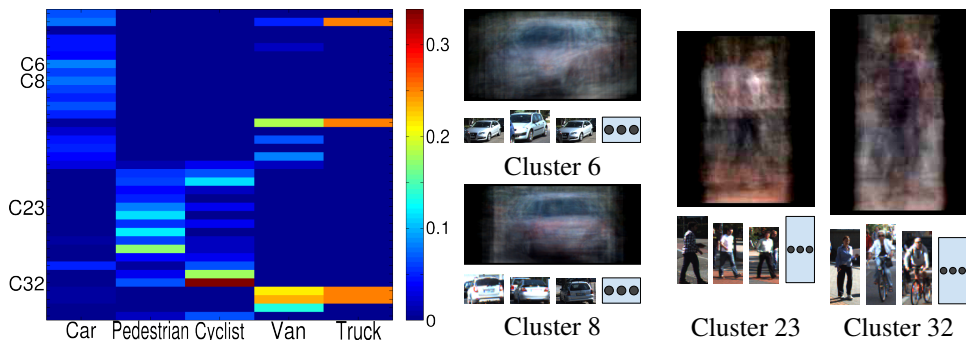 C6
C8
C23
C32
Car Pedestrian Cyclist Van Truck
0.3
0.2
0.1
0
Cluster 6
Cluster 8
Cluster 23
Cluster 32